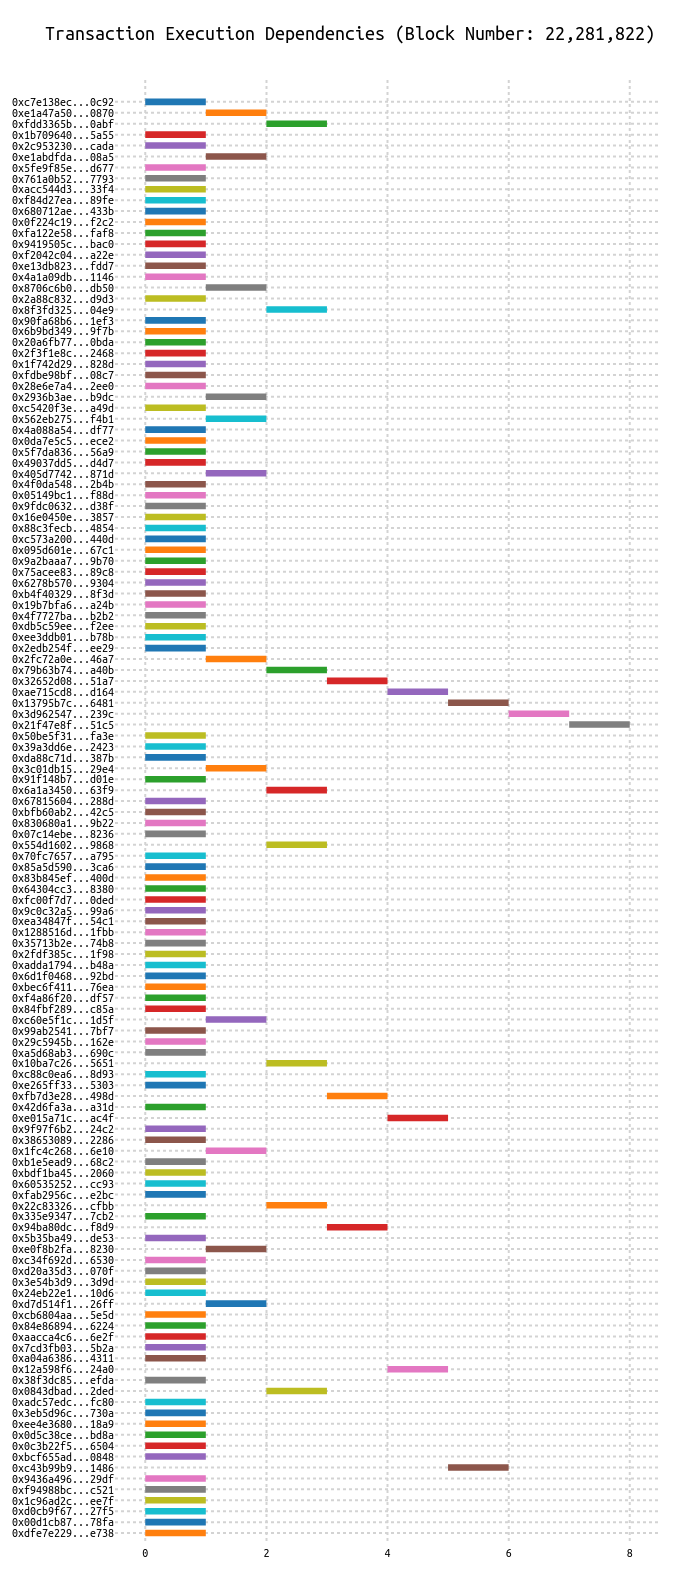 Transaction Execution Dependencies (Block Number: 22,281,822)
0xc7e138ec...0c92
0xe1a47a50...0870
0xfdd3365b...0abf
0x1b709640...5a55
0x2c953230...cada
0xe1abdfda...08a5
0x5fe9f85e...d677
0x761a0b52...7793
0xacc544d3...33f4
0xf84d27ea...89fe
0x680712ae...433b
0x0f224c19...f2c2
0xfa122e58...faf8
0x9419505c...bac0
0xf2042c04...a22e
0xe13db823...fdd7
0x4a1a09db...1146
0x8706c6b0...db50
0x2a88c832...d9d3
0x8f3fd325...04e9
0x90fa68b6...1ef3
0x6b9bd349...9f7b
0x20a6fb77...0bda
0x2f3f1e8c...2468
0x1f742d29...828d
0xfdbe98bf...08c7
0x28e6e7a4...2ee0
0x2936b3ae...b9dc
0xc5420f3e...a49d
0x562eb275...f4b1
0x4a088a54...df77
0x0da7e5c5...ece2
0x5f7da836...56a9
0x49037dd5...d4d7
0x405d7742...871d
0x4f0da548...2b4b
0x05149bc1...f88d
0x9fdc0632...d38f
0x16e0450e...3857
0x88c3fecb...4854
0xc573a200...440d
0x095d601e...67c1
0x9a2baaa7...9b70
0x75acee83...89c8
0x6278b570...9304
0xb4f40329...8f3d
0x19b7bfa6...a24b
0x4f7727ba...b2b2
0xdb5c59ee...f2ee
0xee3ddb01...b78b
0x2edb254f...ee29
0x2fc72a0e...46a7
0x79b63b74...a40b
0x32652d08...51a7
0xae715cd8...d164
0x13795b7c...6481
0x3d962547...239c
0x21f47e8f...51c5
0x50be5f31...fa3e
0x39a3dd6e...2423
0xda88c71d...387b
0x3c01db15...29e4
0x91f148b7...d01e
0x6a1a3450...63f9
0x67815604...288d
0xbfb60ab2...42c5
0x830680a1...9b22
0x07c14ebe...8236
0x554d1602...9868
0x70fc7657...a795
0x85a5d590...3ca6
0x83b845ef...400d
0x64304cc3...8380
0xfc00f7d7...0ded
0x9c0c32a5...99a6
0xea34847f...54c1
0x1288516d...1fbb
0x35713b2e...74b8
0x2fdf385c...1f98
0xadda1794...b48a
0x6d1f0468...92bd
0xbec6f411...76ea
0xf4a86f20...df57
0x84fbf289...c85a
0xc60e5f1c...1d5f
0x99ab2541...7bf7
0x29c5945b...162e
0xa5d68ab3...690c
0x10ba7c26...5651
0xc88c0ea6...8d93
0xe265ff33...5303
0xfb7d3e28...498d
0x42d6fa3a...a31d
0xe015a71c...ac4f
0x9f97f6b2...24c2
0x38653089...2286
0x1fc4c268...6e10
0xb1e5ead9...68c2
0xbdf1ba45...2060
0x60535252...cc93
0xfab2956c...e2bc
0x22c83326...cfbb
0x335e9347...7cb2
0x94ba80dc...f8d9
0x5b35ba49...de53
0xe0f8b2fa...8230
0xc34f692d...6530
0xd20a35d3...070f
0x3e54b3d9...3d9d
0x24eb22e1...10d6
0xd7d514f1...26ff
0xcb6804aa...5e5d
0x84e86894...6224
0xaacca4c6...6e2f
0x7cd3fb03...5b2a
0xa04a6386...4311
0x12a598f6...24a0
0x38f3dc85...efda
0x0843dbad...2ded
0xadc57edc...fc80
0x3eb5d96c...730a
0xee4e3680...18a9
0x0d5c38ce...bd8a
0x0c3b22f5...6504
0xbcf655ad...0848
0xc43b99b9...1486
0x9436a496...29df
0xf94988bc...c521
0x1c96ad2c...ee7f
0xd0cb9f67...27f5
0x00d1cb87...78fa
0xdfe7e229...e738
0 2 4 6 8